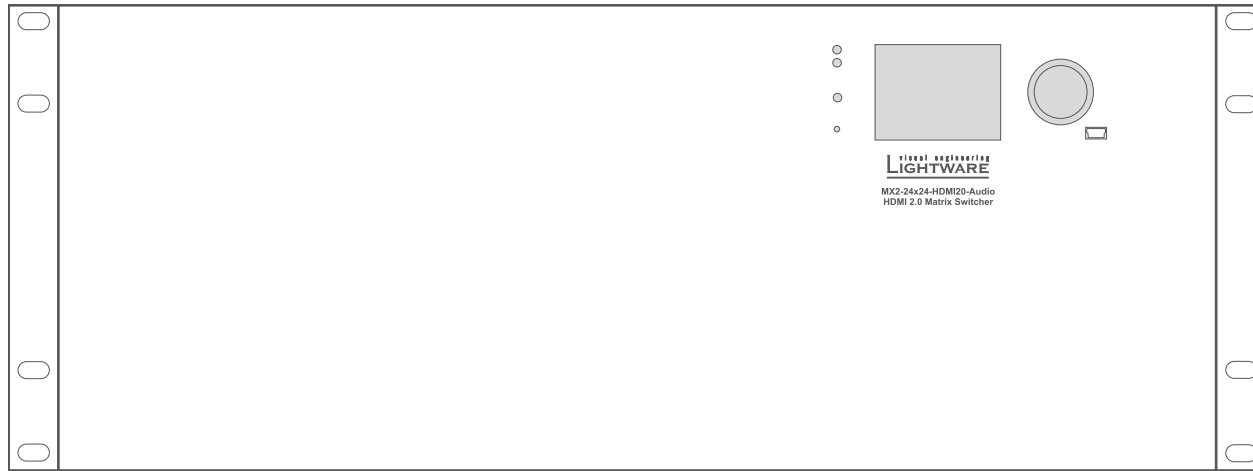 visual engineering
LIGHTWARE
MX2-24x24-HDMI20-Audio
HDMI 2.0 Matrix Switcher